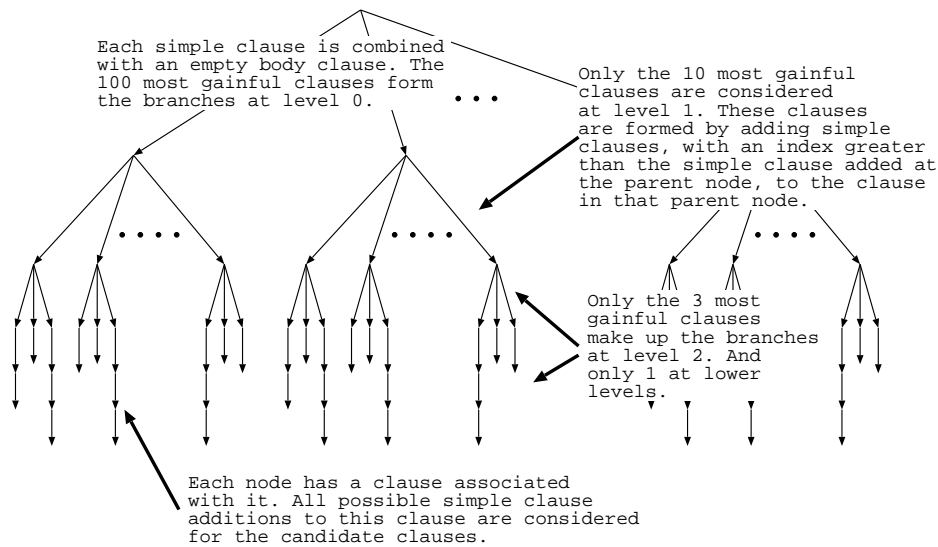 Each simple clause is combined
with an empty body clause. The
100 most gainful clauses form
the branches at level 0.
Only the 10 most gainful
clauses are considered
at level 1. These clauses
are formed by adding simple
clauses, with an index greater
than the simple clause added at
the parent node, to the clause
in that parent node.
Only the 3 most
gainful clauses
make up the branches
at level 2. And
only 1 at lower
levels.
Each node has a clause associated
with it. All possible simple clause
additions to this clause are considered
for the candidate clauses.